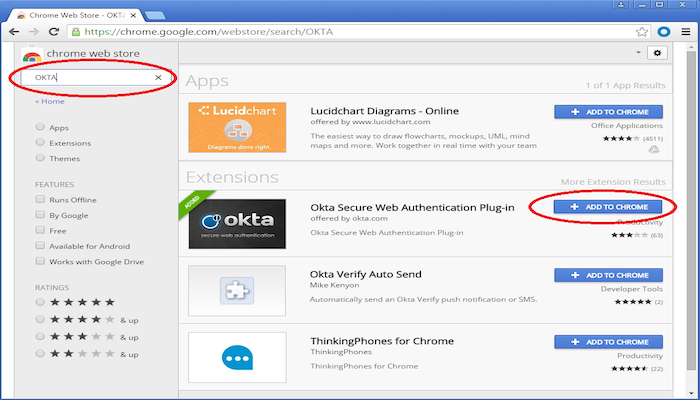 Chrome Web Store - OKTA
https://chrome.google.com/webstore/search/OKTA
chrome web store
OKTA
« Home
Apps
Extensions
Themes
FEATURES
Runs Offline
By Google
Free
Available for Android
Works with Google Drive
RATINGS
& up
& up
& up
Apps
1 of 1 App Results
Lucidchart
Diagrams done right.
Lucidchart Diagrams - Online
offered by www.lucidchart.com
The easiest way to draw flowcharts, mockups, UML, mind
maps and more. Work together in real time with your team
ADD TO CHROME
Office Applications
(4511)
Extensions
More Extension Results
ADDED
okta
secure web authentication
Okta Secure Web Authentication Plug-in
offered by okta.com
Okta Secure Web Authentication Plug-in
ADD TO CHROME
Productivity
(63)
Okta Verify Auto Send
Mike Kenyon
Automatically send an Okta Verify push notification or SMS.
ADD TO CHROME
Developer Tools
(2)
ThinkingPhones for Chrome
ThinkingPhones
ThinkingPhones for Chrome
ADD TO CHROME
Productivity
(22)